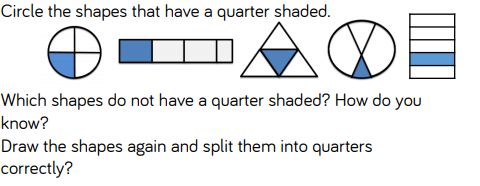 Circle the shapes that have a quarter shaded.
Which shapes do not have a quarter shaded? How do you
know?
Draw the shapes again and split them into quarters
correctly?